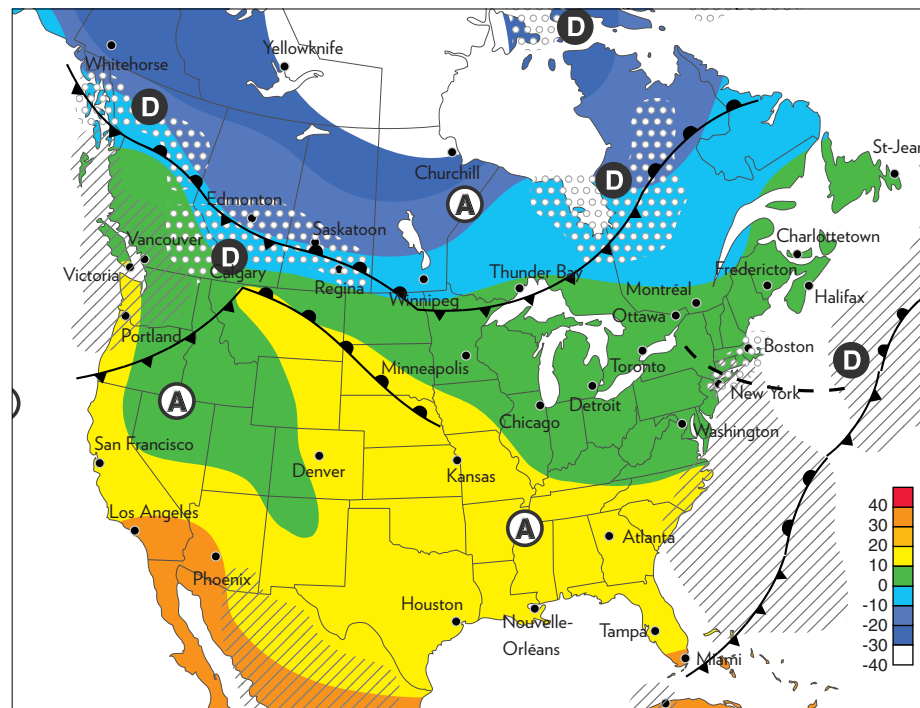 D
Yellowknife
Whitehorse
D
Churchill
St-Jean
D
Edmonton
A
Saskatoon
Vancouver
Charlottetown
D
Victoria
Calgary
Thunder Bay
Fredericton
Regina
Winnipeg
Montréal
Halifax
Ottawa
Portland
Boston
D
Minneapolis
Toronto
New York
A
Detroit
Chicago
Washington
San Francisco
Denver
Kansas
Los Angeles
A
Atlanta
Phoenix
Houston
Nouvelle-
Orléans
Tampa
Miami
40
30
20
10
0
-10
-20
-30
-40